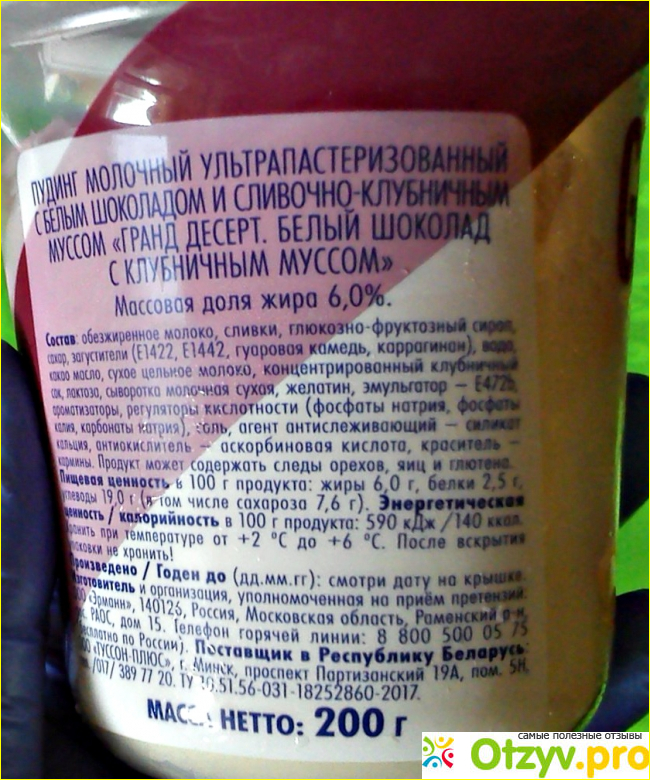 ПУДИНГ МОЛОЧНЫЙ УЛЬТРАПАСТЕРИЗОВАННЫЙ
С БЕЛЫМ ШОКОЛАДОМ И СЛИВОЧНО-КЛУБНИЧНЫМ
МУССОМ «ГРАНД ДЕСЕРТ. БЕЛЫЙ ШОКОЛАД
С КЛУБНИЧНЫМ МУССОМ»
Массовая доля жира 6,0%.
Состав: обезжиренное молоко, сливки, глюкозно-фруктозный сироп,
сахар, загустители (Е1422, Е1442, гуаровая камедь, каррагинан), вода,
какао масло, сухое цельное молоко, концентрированный клубничный
сок, лактоза, сыворотка молочная сухая, желатин, эмульгатор – Е472b,
ароматизаторы, регуляторы кислотности (фосфаты натрия, фосфаты
калия, карбонаты натрия), соль, агент антислеживающий – силикат
кальция, антиокислитель – аскорбиновая кислота, краситель –
кармины. Продукт может содержать следы орехов, яиц и глютена.
Пищевая ценность в 100 г продукта: жиры 6,0 г, белки 2,5 г,
углеводы 19,0 г (в том числе сахароза 7,6 г). Энергетическая
ценность / калорийность в 100 г продукта: 590 кДж /140 ккал.
Хранить при температуре от +2 °С до +6 °С. После вскрытия
упаковки не хранить!
Произведено / Годен до (дд.мм.гг): смотри дату на крышке.
Изготовитель и организация, уполномоченная на приём претензий:
ООО «Эрманн», 140126, Россия, Московская область, Раменский р-н,
РАОС, дом 15. Телефон горячей линии: 8 800 500 05 75
(бесплатно по России). Поставщик в Республику Беларусь:
ООО «ТУССОН-ПЛЮС», г. Минск, проспект Партизанский 19А, пом. 5Н,
/017/ 389 77 20. ТУ 10.51.56-031-18252860-2017.
МАССА НЕТТО: 200 г
самые полезные отзывы
Otzyv.pro